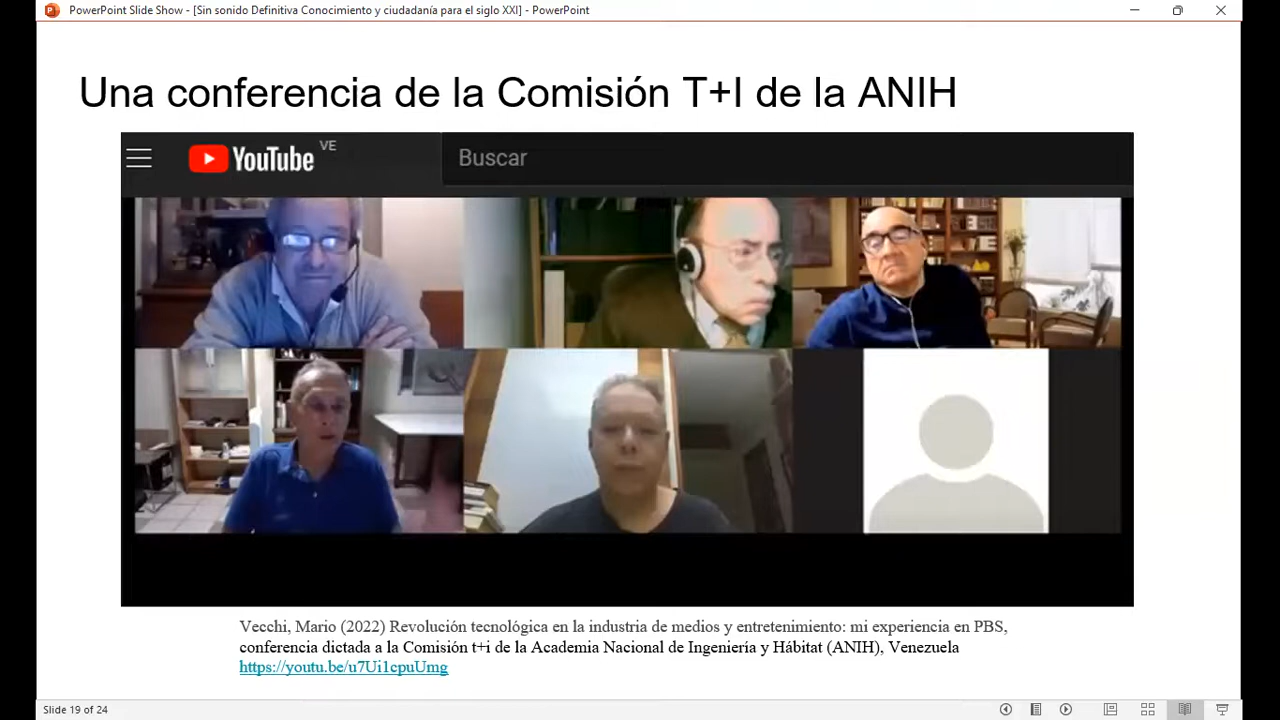 PowerPoint Slide Show - [Sin sonido Definitiva Conocimiento y ciudadanía para el siglo XXI] - PowerPoint
Una conferencia de la Comisión T+I de la ANIH
YouTube VE
Buscar
Vecchi, Mario (2022) Revolución tecnológica en la industria de medios y entretenimiento: mi experiencia en PBS,
conferencia dictada a la Comisión t+i de la Academia Nacional de Ingeniería y Hábitat (ANIH), Venezuela
https://youtu.be/u7Ui1cpuUmg
Slide 19 of 24